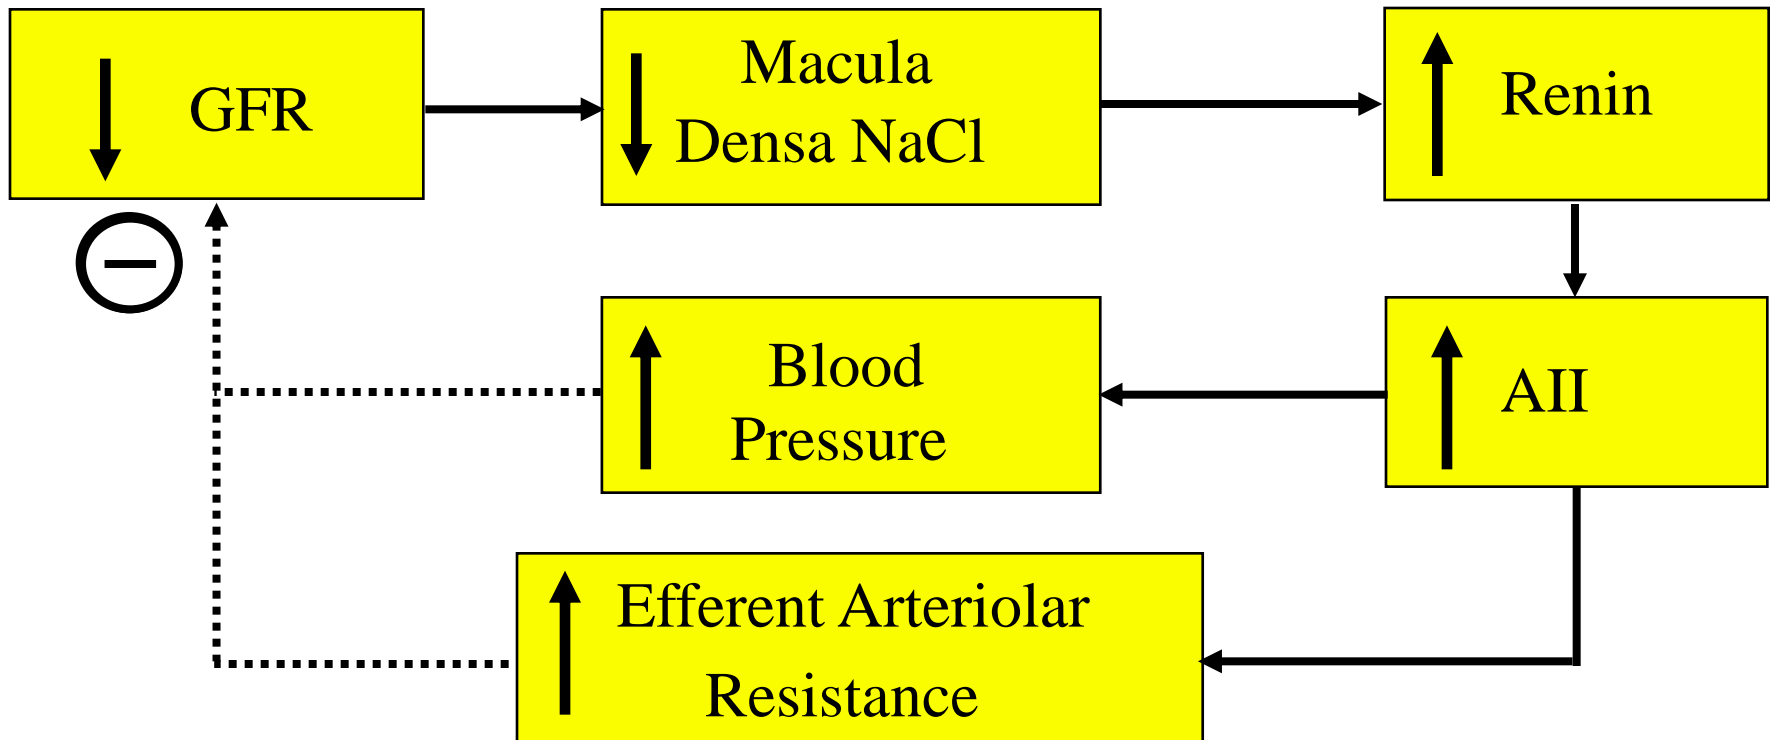 GFR
Macula
Densa NaCl
Renin
Blood
Pressure
AII
Efferent Arteriolar
Resistance